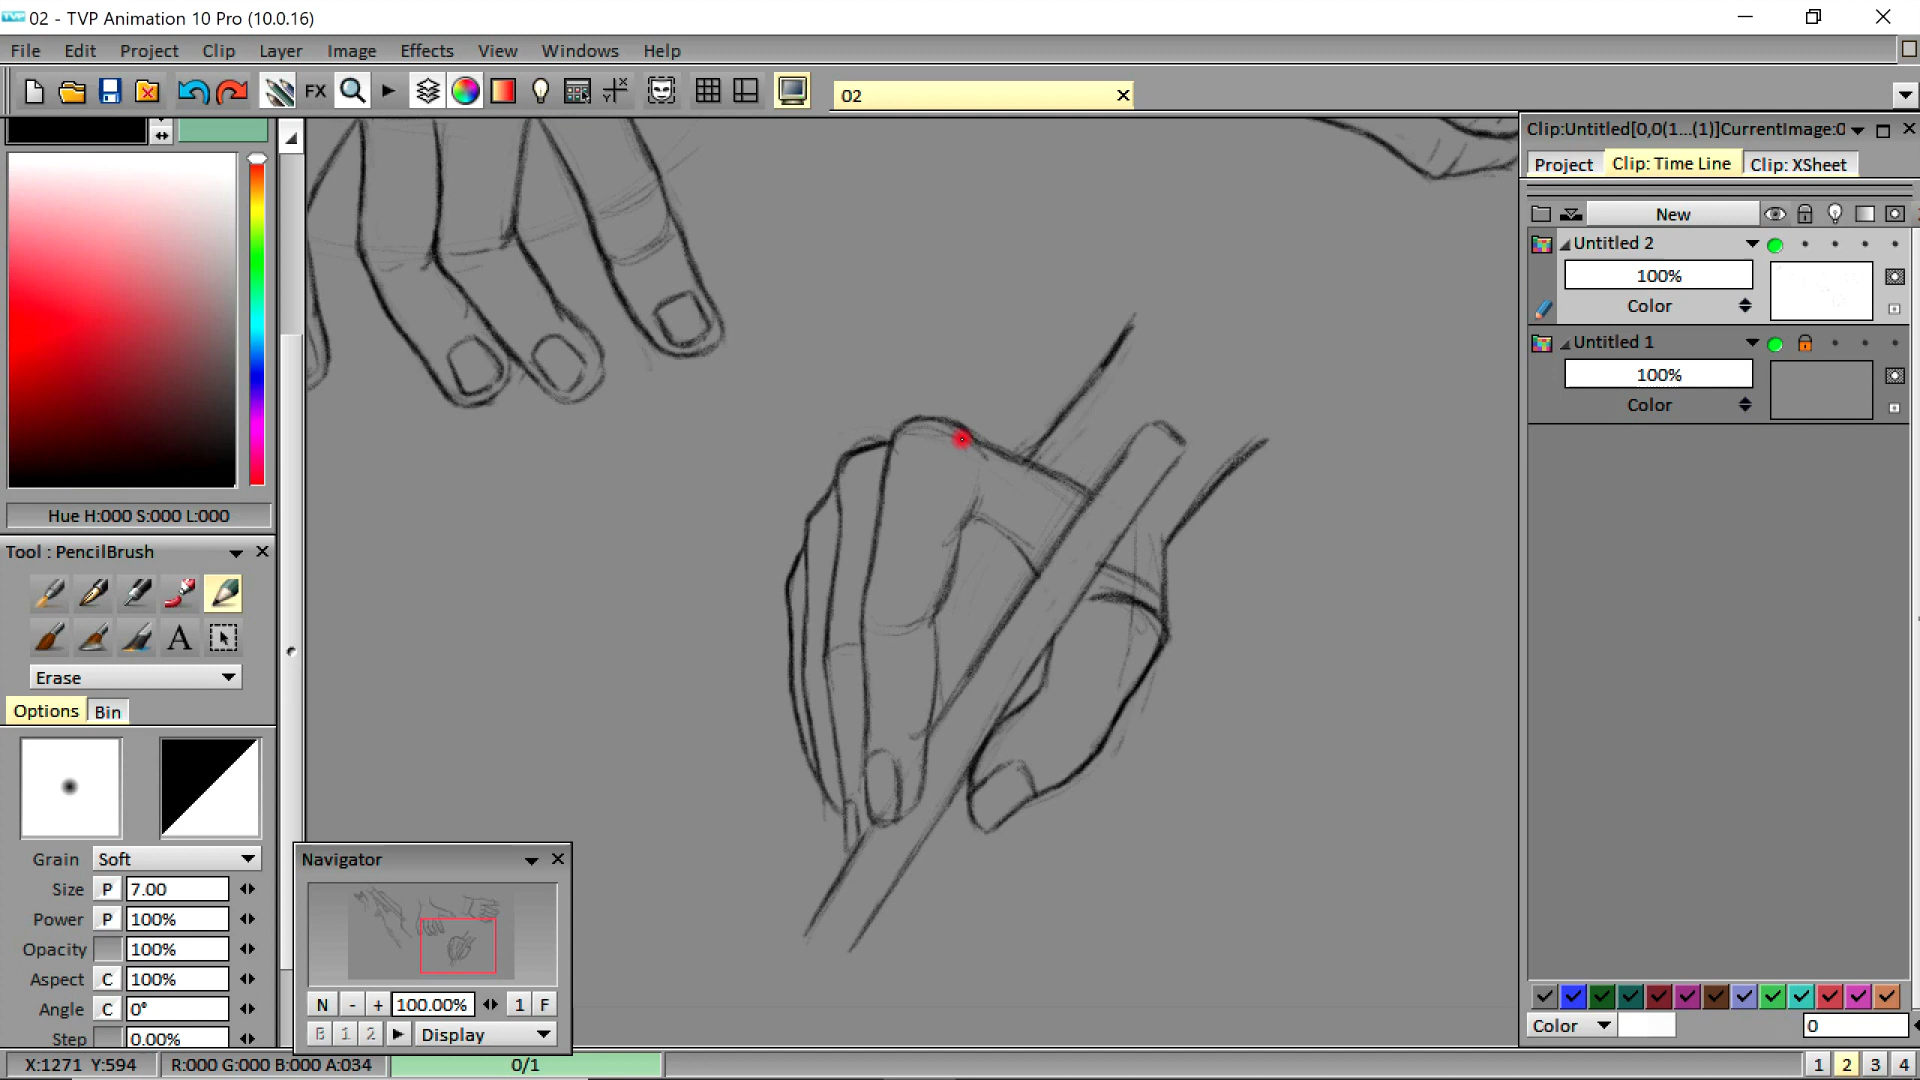 02 - TVP Animation 10 Pro (10.0.16)
File Edit Project Clip Layer Image Effects View Windows Help
FX
02
Clip:Untitled[0,0(1...(1)]CurrentImage:0
Project Clip: Time Line Clip: XSheet
New
Untitled 2
100%
Color
Untitled 1
100%
Color
Hue H:000 S:000 L:000
Tool : PencilBrush
A
Erase
Options Bin
Grain Soft
Size P 7.00
Power P 100%
Opacity 100%
Aspect C 100%
Angle C 0°
Step 0.00%
Navigator
N - + 100.00% 1 F
B 1 2 Display
Color 0
X:1271 Y:594 R:000 G:000 B:000 A:034 0/1 1 2 3 4